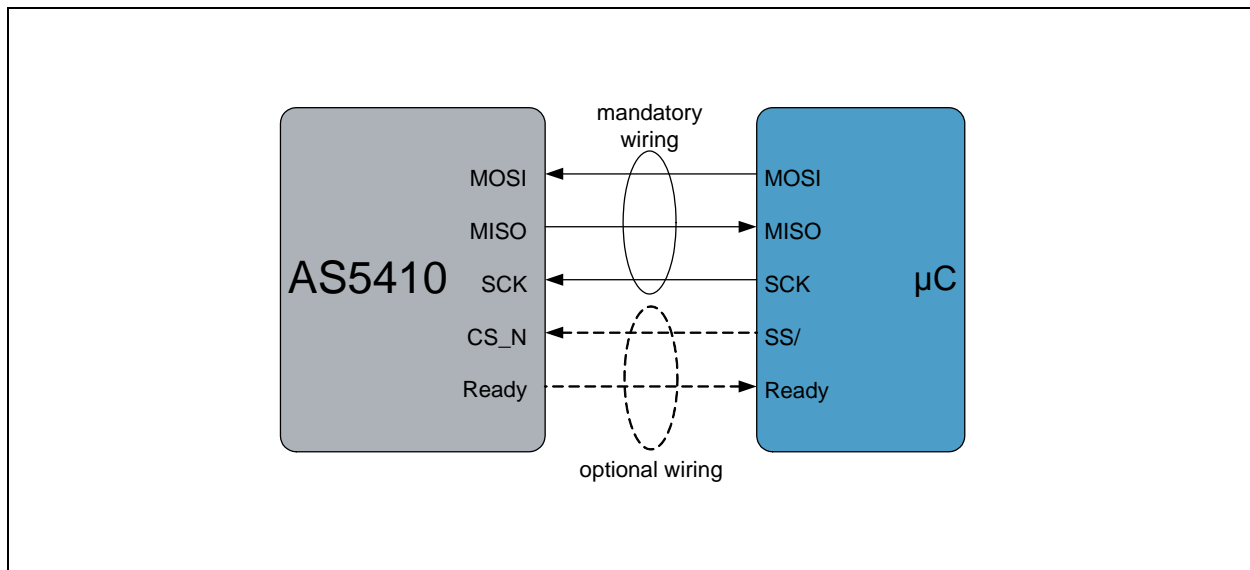 mandatory
wiring
MOSI MOSI
MISO MISO
AS5410 SCK SCK µC
CS_N SS/
Ready Ready
optional wiring